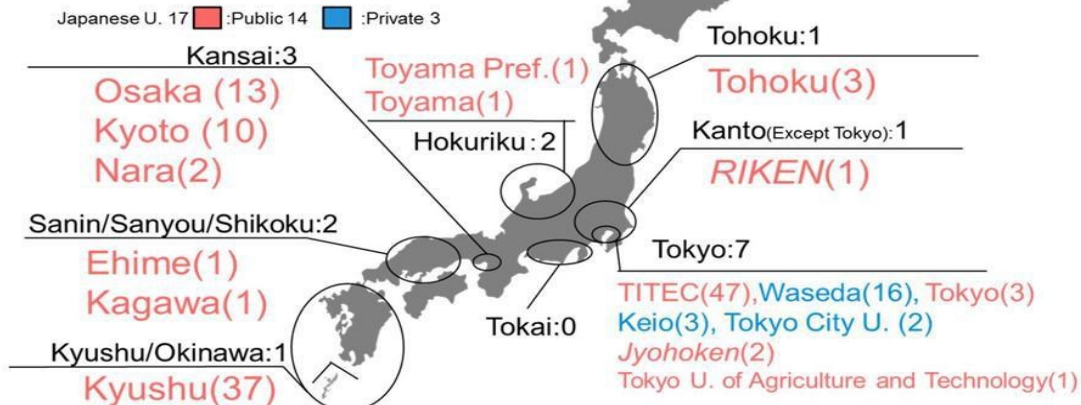 Japanese U. 17 :Public 14 :Private 3
Kansai:3
Osaka (13)
Kyoto (10)
Nara(2)
Toyama Pref.(1)
Toyama(1)
Hokuriku:2
Tohoku:1
Tohoku(3)
Kanto(Except Tokyo):1
RIKEN(1)
Sanin/Sanyou/Shikoku:2
Ehime(1)
Kagawa(1)
Tokai:0
Tokyo:7
TITEC(47),Waseda(16), Tokyo(3)
Keio(3), Tokyo City U. (2)
Jyohoken(2)
Tokyo U. of Agriculture and Technology(1)
Kyushu/Okinawa:1
Kyushu(37)